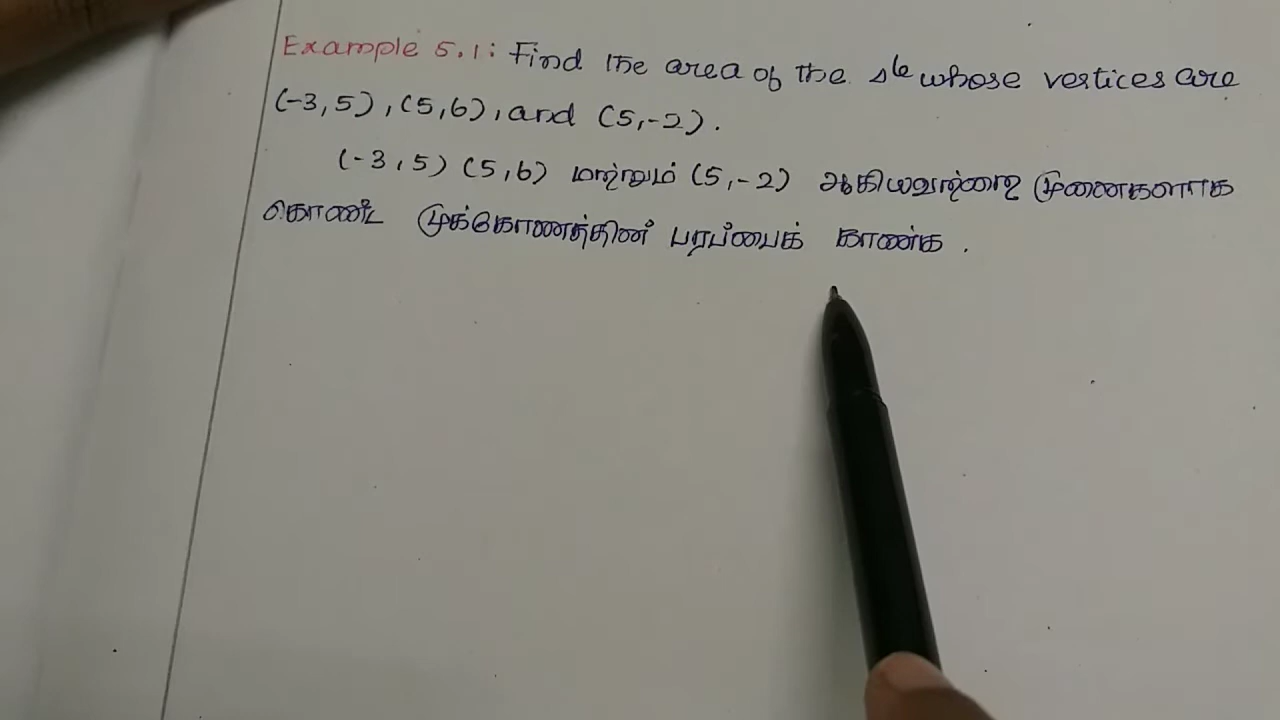 Example 5.1: Find the area of the Δle whose vertices are
(-3,5), (5,6), and (5,-2).
(-3,5) (5,6) மற்றும் (5,-2) ஆகியவற்றை முனைகளாக
கொண்ட முக்கோணத்தின் பரப்பைக் காண்க.